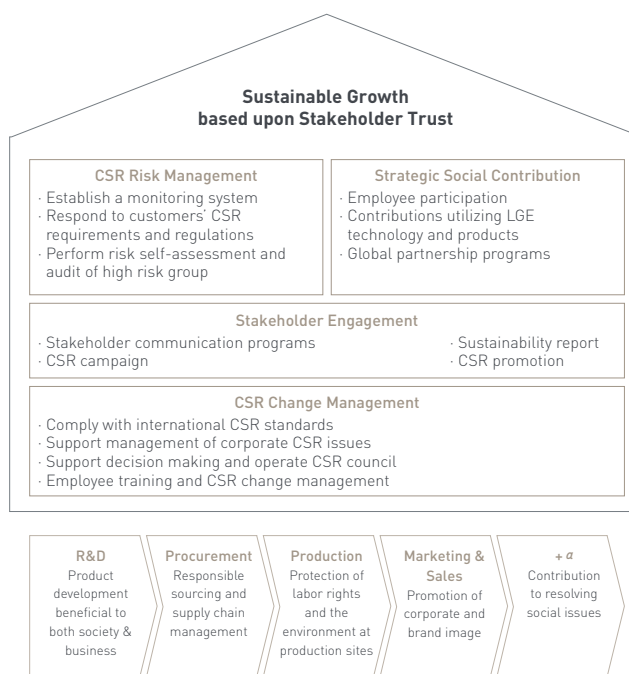 Sustainable Growth
based upon Stakeholder Trust
CSR Risk Management
· Establish a monitoring system
· Respond to customers’ CSR
requirements and regulations
· Perform risk self-assessment and
audit of high risk group
Strategic Social Contribution
· Employee participation
· Contributions utilizing LGE
technology and products
· Global partnership programs
Stakeholder Engagement
· Stakeholder communication programs
· CSR campaign
· Sustainability report
· CSR promotion
CSR Change Management
· Comply with international CSR standards
· Support management of corporate CSR issues
· Support decision making and operate CSR council
· Employee training and CSR change management
R&D
Product
development
beneficial to
both society &
business
Procurement
Responsible
sourcing and
supply chain
management
Production
Protection of
labor rights
and the
environment at
production sites
Marketing &
Sales
Promotion of
corporate and
brand image
+ α
Contribution
to resolving
social issues